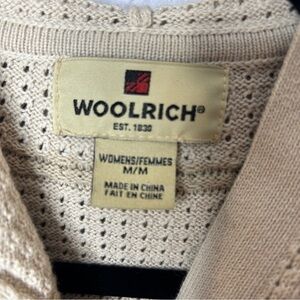 WOOLRICH®
EST. 1830
WOMENS/FEMMES
M/M
MADE IN CHINA
FAIT EN CHINE